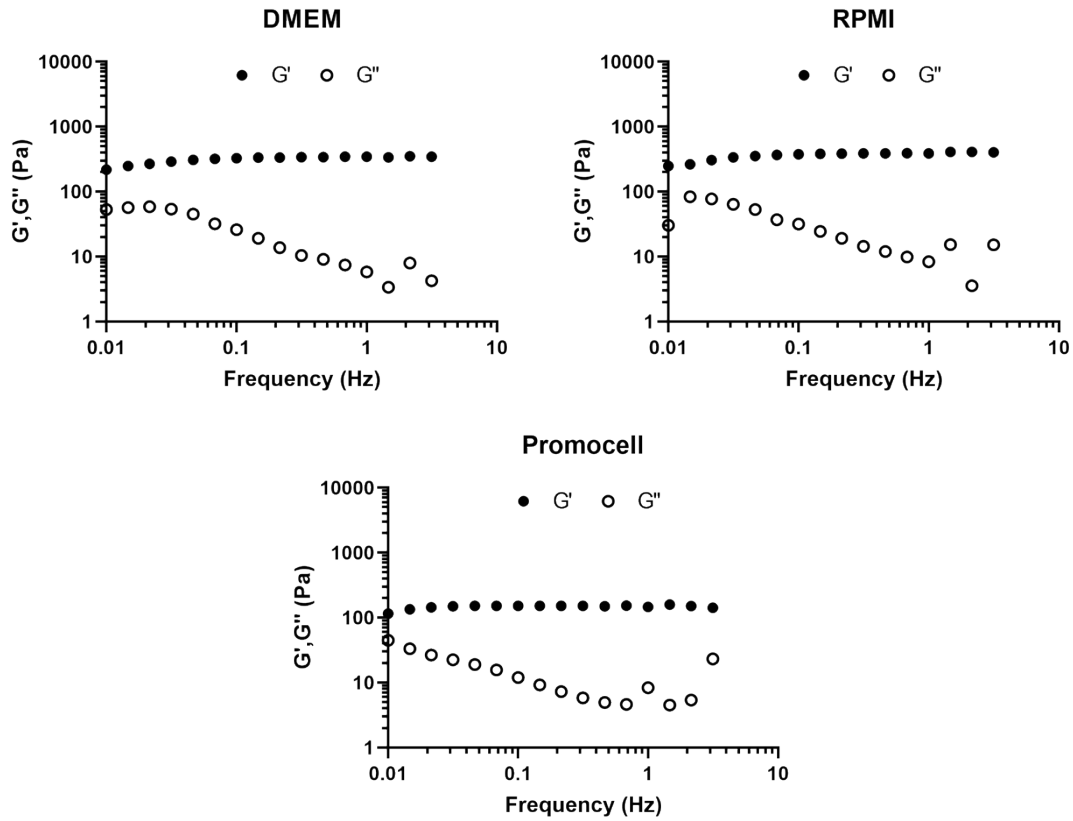 DMEM
10000
1000
100
10
1
G',G'' (Pa)
G' G''
0.01 0.1 1 10
Frequency (Hz)
RPMI
10000
1000
100
10
1
G',G'' (Pa)
G' G''
0.01 0.1 1 10
Frequency (Hz)
Promocell
10000
1000
100
10
1
G',G'' (Pa)
G' G''
0.01 0.1 1 10
Frequency (Hz)